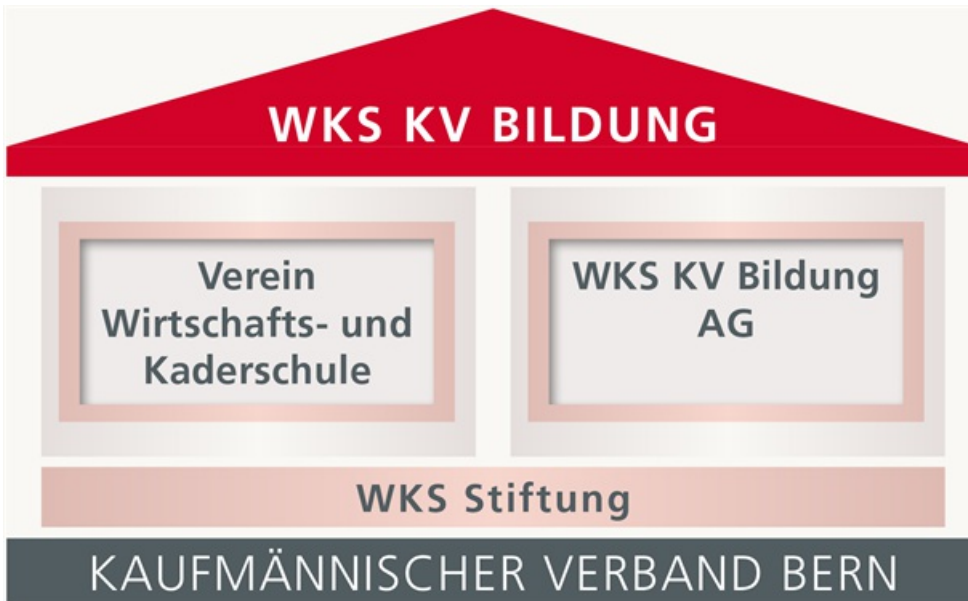 WKS KV BILDUNG
Verein
Wirtschafts- und
Kaderschule
WKS KV Bildung
AG
WKS Stiftung
KAUFMÄNNISCHER VERBAND BERN